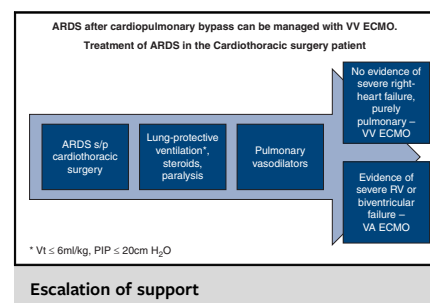 ARDS after cardiopulmonary bypass can be managed with VV ECMO.
Treatment of ARDS in the Cardiothoracic surgery patient
ARDS s/p
cardiothoracic
surgery
Lung-protective
ventilation*,
steroids,
paralysis
Pulmonary
vasodilators
No evidence of
severe right-
heart failure,
purely
pulmonary –
VV ECMO
Evidence of
severe RV or
biventricular
failure –
VA ECMO
* Vt ≤ 6ml/kg, PIP ≤ 20cm H₂O
Escalation of support